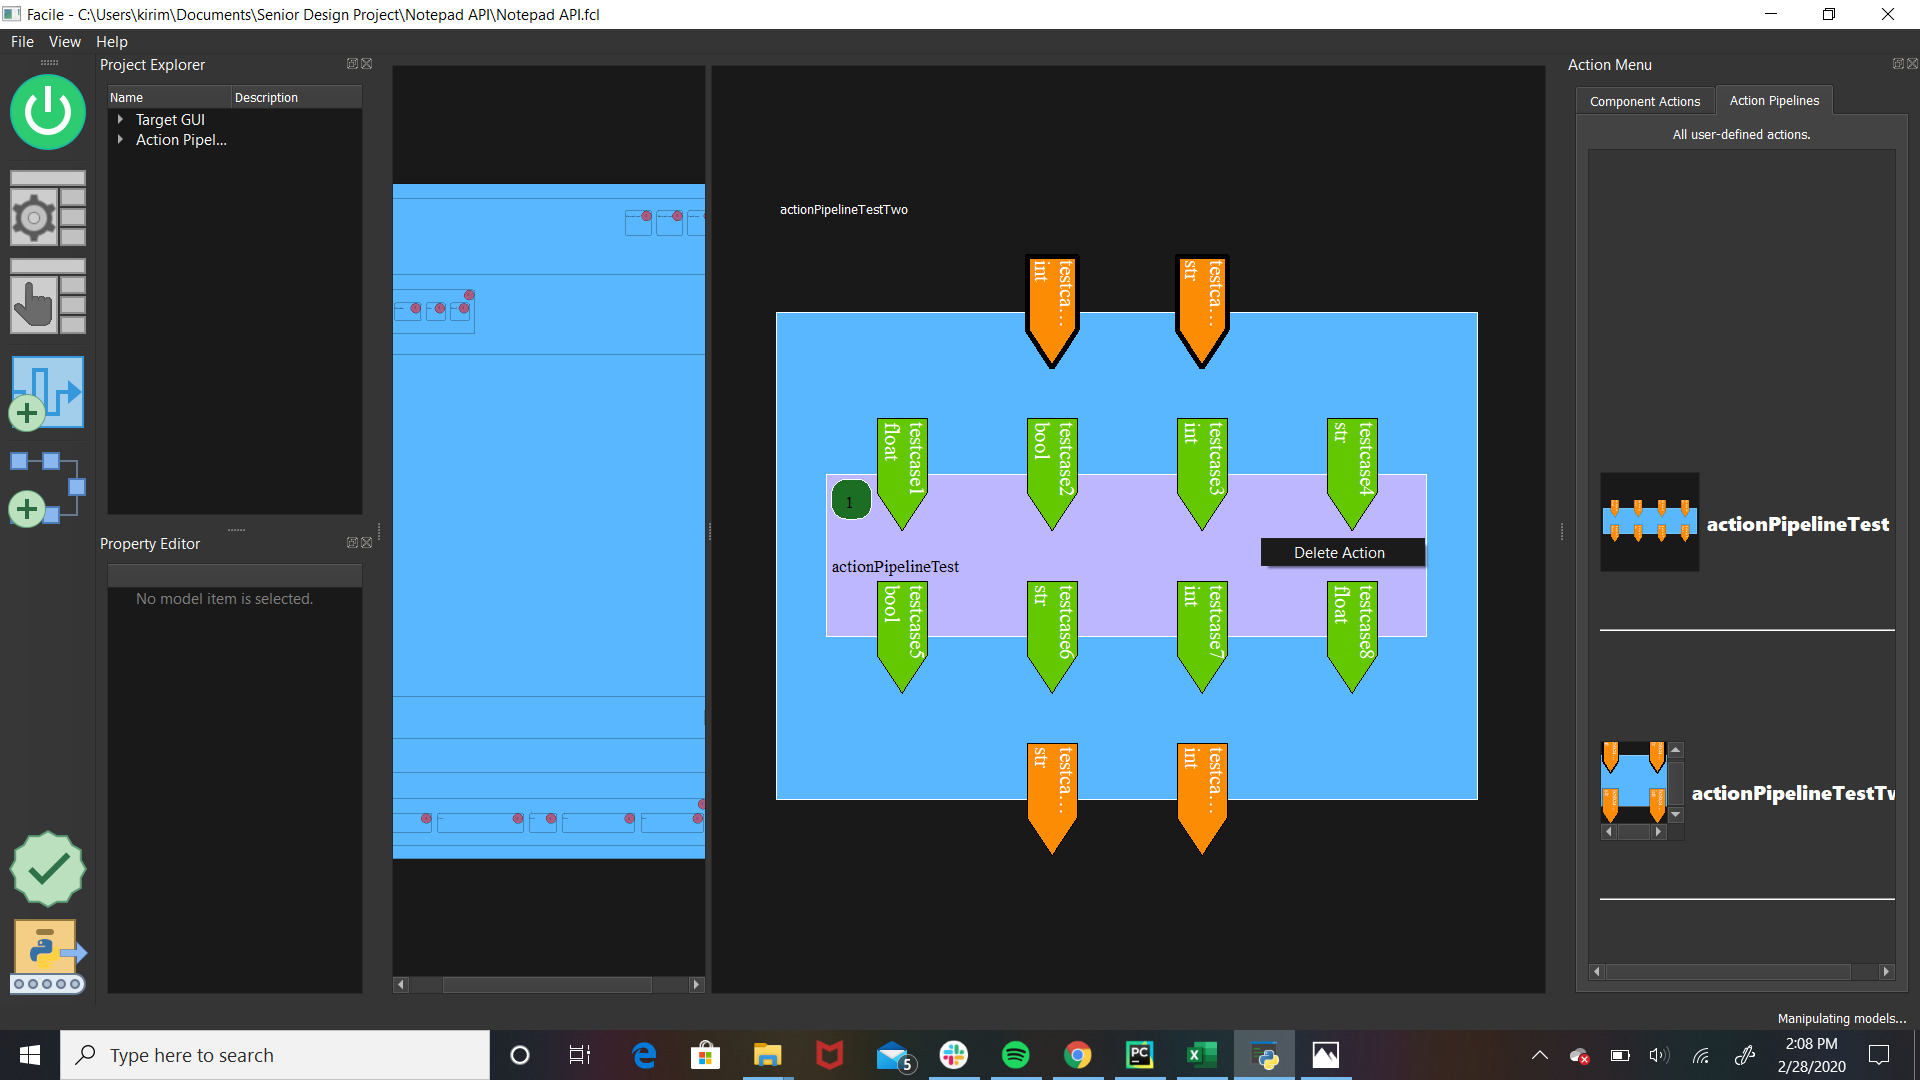 Facile - C:\Users\kirim\Documents\Senior Design Project\Notepad API\Notepad API.fcl
File View Help
Project Explorer
Name Description
Target GUI
Action Pipel...
Property Editor
No model item is selected.
actionPipelineTestTwo
testca...
int
testca...
str
testcase1
float
testcase2
bool
testcase3
int
testcase4
str
1
Delete Action
actionPipelineTest
testcase5
bool
testcase6
str
testcase7
int
testcase8
float
testca...
str
testca...
int
Action Menu
Component Actions
Action Pipelines
All user-defined actions.
actionPipelineTest
actionPipelineTestTw
Manipulating models...
Type here to search
5
PC
2:08 PM
2/28/2020